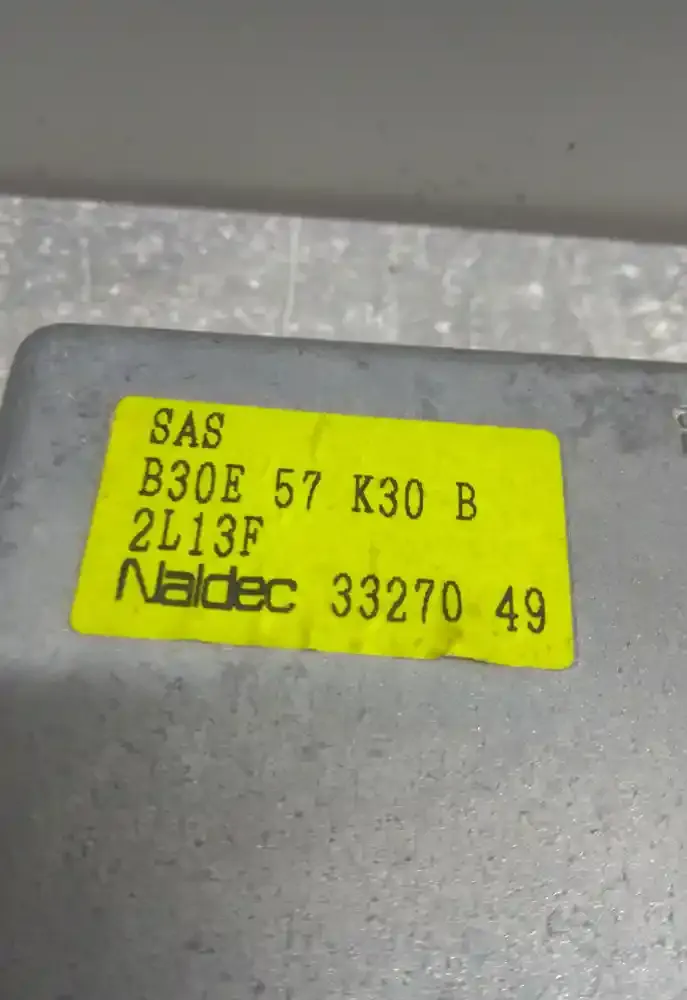 SAS
B30E 57 K30 B
2L13F
Naldec 33270 49